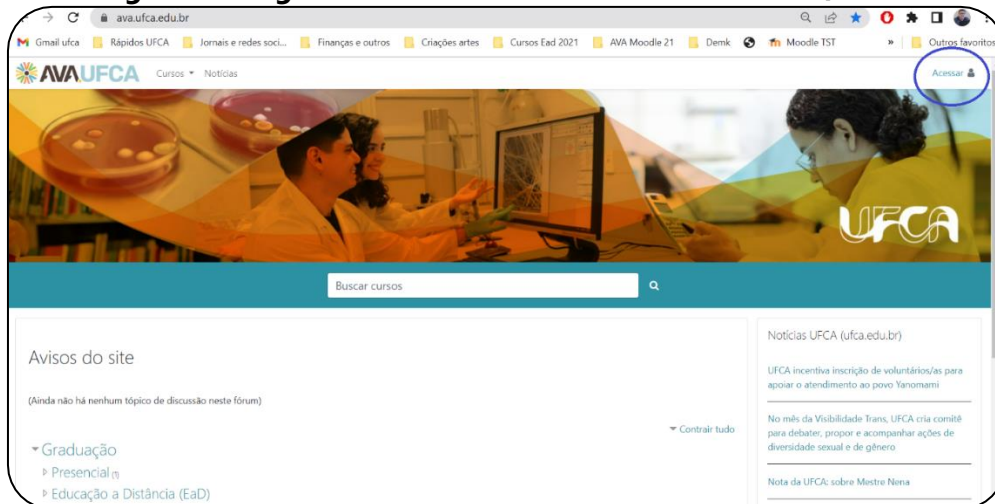 ava.ufca.edu.br
Gmail ufca Rápidos UFCA Jornais e redes soci... Finanças e outros Criações artes Cursos Ead 2021 AVA Moodle 21 Demk Moodle TST » Outros favoritos
AVA.UFCA Cursos Notícias Acessar
UFCA
Buscar cursos
Avisos do site
(Ainda não há nenhum tópico de discussão neste fórum)
Contrair tudo
Graduação
Presencial (1)
Educação a Distância (EaD)
Notícias UFCA (ufca.edu.br)
UFCA incentiva inscrição de voluntários/as para
apoiar o atendimento ao povo Yanomami
No mês da Visibilidade Trans, UFCA cria comitê
para debater, propor e acompanhar ações de
diversidade sexual e de gênero
Nota da UFCA: sobre Mestre Nena